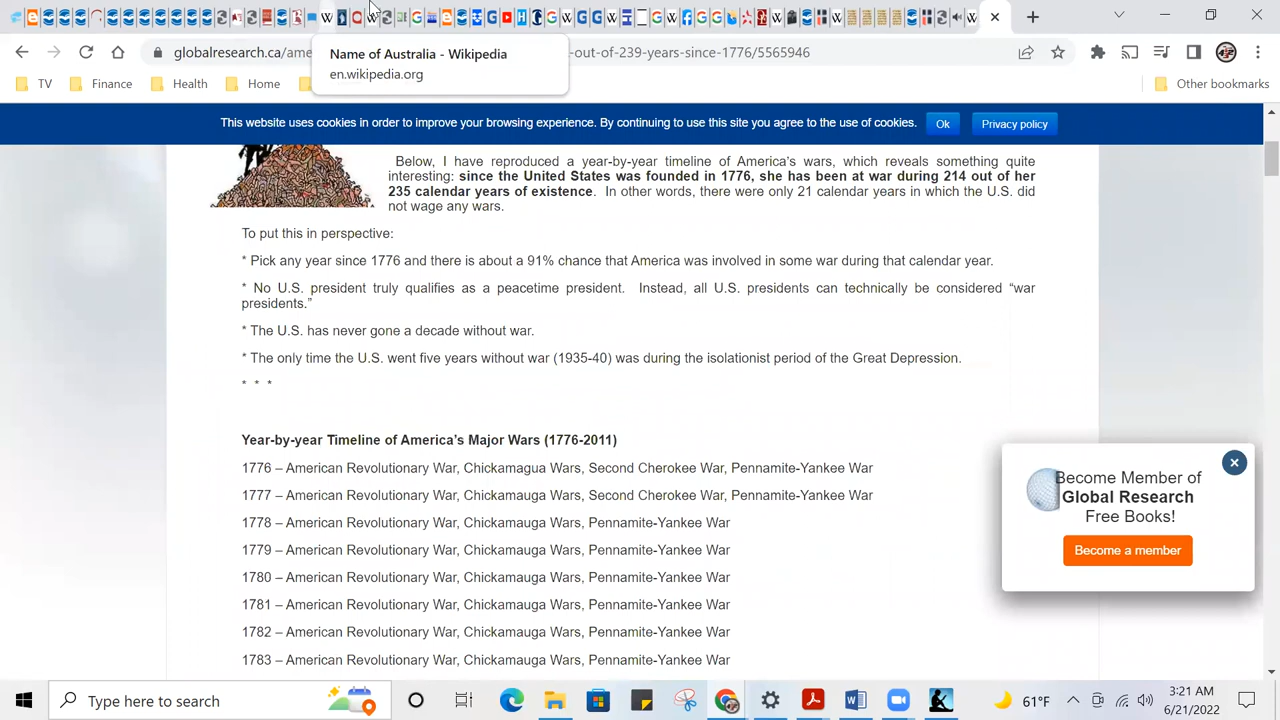 globalresearch.ca/ame
-out-of-239-years-since-1776/5565946
Name of Australia - Wikipedia
en.wikipedia.org
TV
Finance
Health
Home
Other bookmarks
This website uses cookies in order to improve your browsing experience. By continuing to use this site you agree to the use of cookies.
Ok
Privacy policy
Below, I have reproduced a year-by-year timeline of America's wars, which reveals something quite
interesting: since the United States was founded in 1776, she has been at war during 214 out of her
235 calendar years of existence. In other words, there were only 21 calendar years in which the U.S. did
not wage any wars.
To put this in perspective:
* Pick any year since 1776 and there is about a 91% chance that America was involved in some war during that calendar year.
* No U.S. president truly qualifies as a peacetime president. Instead, all U.S. presidents can technically be considered “war
presidents.”
* The U.S. has never gone a decade without war.
* The only time the U.S. went five years without war (1935-40) was during the isolationist period of the Great Depression.
* * *
Year-by-year Timeline of America's Major Wars (1776-2011)
1776 – American Revolutionary War, Chickamagua Wars, Second Cherokee War, Pennamite-Yankee War
1777 – American Revolutionary War, Chickamauga Wars, Second Cherokee War, Pennamite-Yankee War
1778 – American Revolutionary War, Chickamauga Wars, Pennamite-Yankee War
1779 – American Revolutionary War, Chickamauga Wars, Pennamite-Yankee War
1780 – American Revolutionary War, Chickamauga Wars, Pennamite-Yankee War
1781 – American Revolutionary War, Chickamauga Wars, Pennamite-Yankee War
1782 – American Revolutionary War, Chickamauga Wars, Pennamite-Yankee War
1783 – American Revolutionary War, Chickamauga Wars, Pennamite-Yankee War
Become Member of
Global Research
Free Books!
Become a member
Type here to search
61°F
3:21 AM
6/21/2022